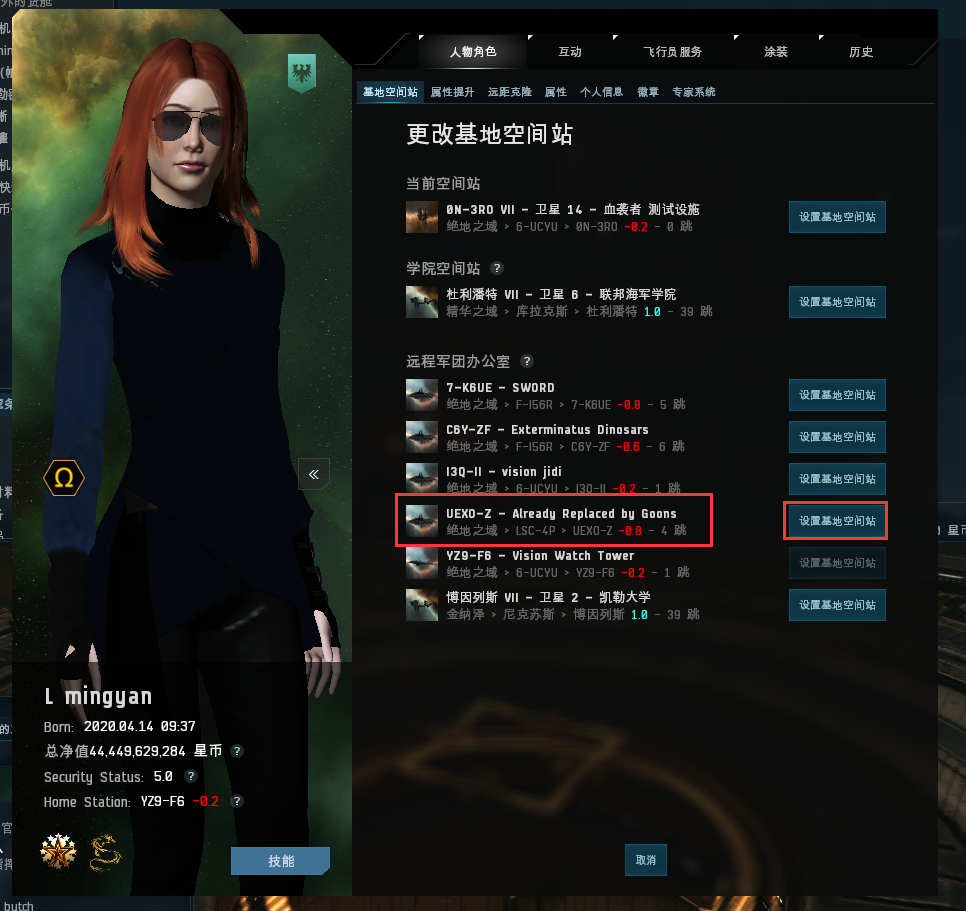 人物角色
互动
飞行员服务
涂装
历史
基地空间站
属性提升
远距克隆
属性
个人信息
徽章
专家系统
更改基地空间站
当前空间站
0N-3RO VII - 卫星 14 - 血袭者 测试设施
绝地之域 > 6-UCYU > 0N-3RO -0.2 - 0 跳
设置基地空间站
学院空间站 ?
杜利潘特 VII - 卫星 6 - 联邦海军学院
精华之域 > 库拉克斯 > 杜利潘特 1.0 - 39 跳
设置基地空间站
远程军团办公室 ?
7-K6UE - SWORD
绝地之域 > F-I56R > 7-K6UE -0.8 - 5 跳
设置基地空间站
C6Y-ZF - Exterminatus Dinosars
绝地之域 > F-I56R > C6Y-ZF -0.6 - 6 跳
设置基地空间站
I3Q-II - vision jidi
绝地之域 > 6-UCYU > I3Q-II -0.2 - 1 跳
设置基地空间站
UEXO-Z - Already Replaced by Goons
绝地之域 > LSC-4P > UEXO-Z -0.8 - 4 跳
设置基地空间站
YZ9-F6 - Vision Watch Tower
绝地之域 > 6-UCYU > YZ9-F6 -0.2 - 1 跳
设置基地空间站
博因列斯 VII - 卫星 2 - 凯勒大学
金纳泽 > 尼克苏斯 > 博因列斯 1.0 - 39 跳
设置基地空间站
取消
Ω
«
L mingyan
Born: 2020.04.14 09:37
总净值44,449,629,284 星币 ?
Security Status: 5.0 ?
Home Station: YZ9-F6 -0.2 ?
技能
butch